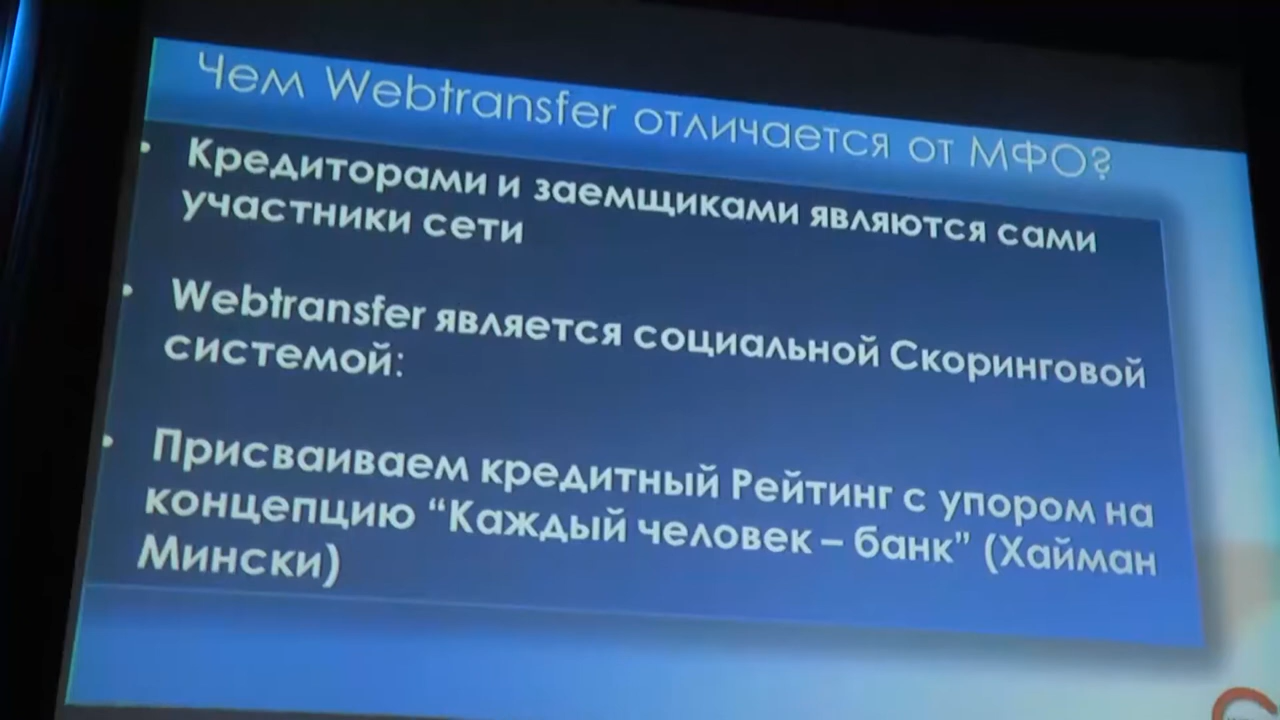 Чем Webtransfer отличается от МФО?
• Кредиторами и заемщиками являются сами
участники сети
• Webtransfer является социальной Скоринговой
системой:
• Присваиваем кредитный Рейтинг с упором на
концепцию “Каждый человек – банк” (Хайман
Мински)